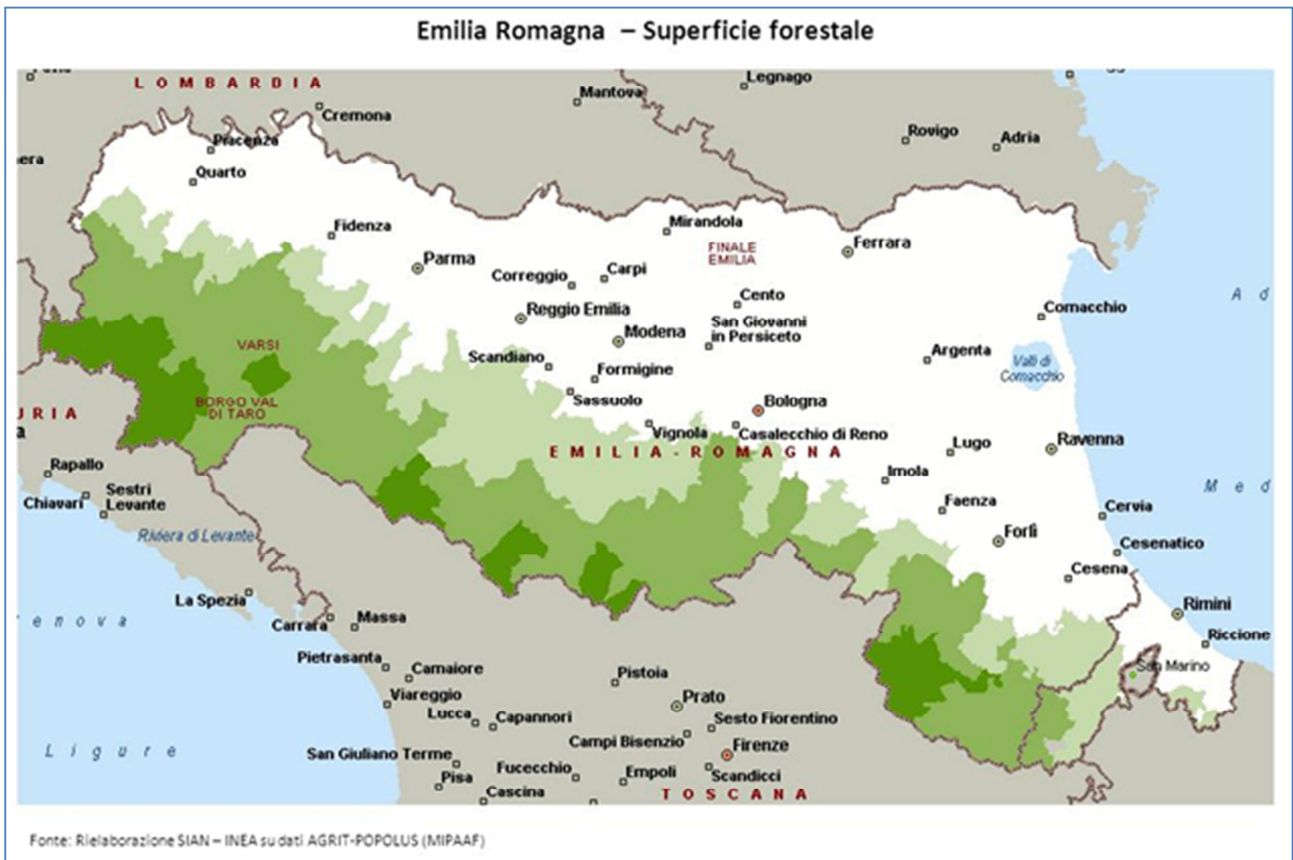 Emilia Romagna – Superficie forestale
LOMBARDIA
Legnago
Mantova
Cremona
Rovigo
Adria
Piacenza
Quarto
Fidenza
Mirandola
FINALE
EMILIA
Ferrara
Parma
Correggio
Carpi
Cento
Comacchio
A d
Reggio Emilia
San Giovanni
in Persiceto
Modena
VARSI
Scandiano
Argenta
Valli di
Comacchio
Formigine
BORGO VAL
DI TARO
Sassuolo
Bologna
URIA
a
Vignola
Casalecchio di Reno
EMILIA-ROMAGNA
Lugo
Ravenna
Rapallo
Imola
Chiavari
Sestri
Levante
Faenza
Cervia
M e d
Riviera di Levante
Forlì
Cesenatico
Cesena
La Spezia
Rimini
enova
Carrara
Massa
Riccione
Pietrasanta
Camaiore
San Marino
Pistoia
Viareggio
Prato
Lucca
Capannori
Sesto Fiorentino
Campi Bisenzio
Ligure
San Giuliano Terme
Firenze
Fucecchio
Empoli
Scandicci
Pisa
Cascina
TOSCANA
Fonte: Rielaborazione SIAN – INEA su dati AGRIT-POPOLUS (MIPAAF)